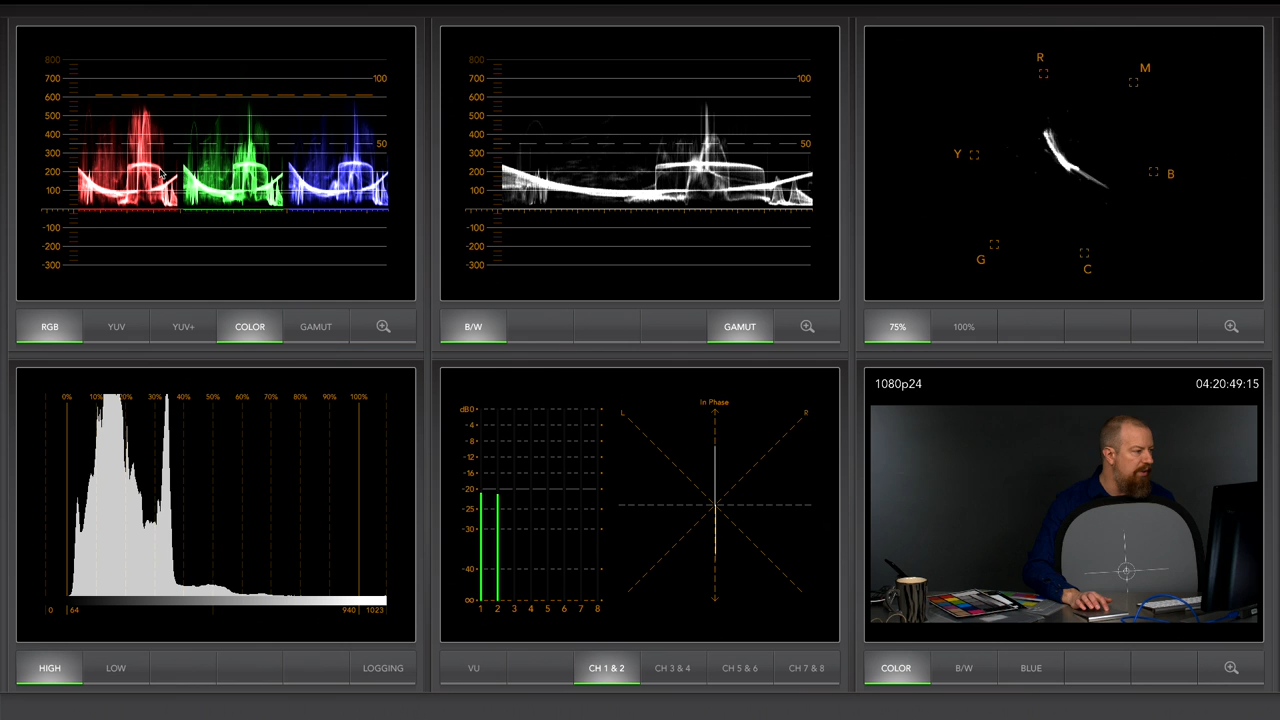 800
700
600
500
400
300
200
100
-100
-200
-300
100
50
RGB YUV YUV+ COLOR GAMUT
800
700
600
500
400
300
200
100
-100
-200
-300
100
50
B/W GAMUT
R
M
Y
B
G
C
75% 100%
0% 10% 20% 30% 40% 50% 60% 70% 80% 90% 100%
0 64 940 1023
HIGH LOW LOGGING
dB0
-4
-8
-12
-16
-20
-25
-30
-40
∞
1 2 3 4 5 6 7 8
In Phase
L R
VU CH 1 & 2 CH 3 & 4 CH 5 & 6 CH 7 & 8
1080p24 04:20:49:15
COLOR B/W BLUE